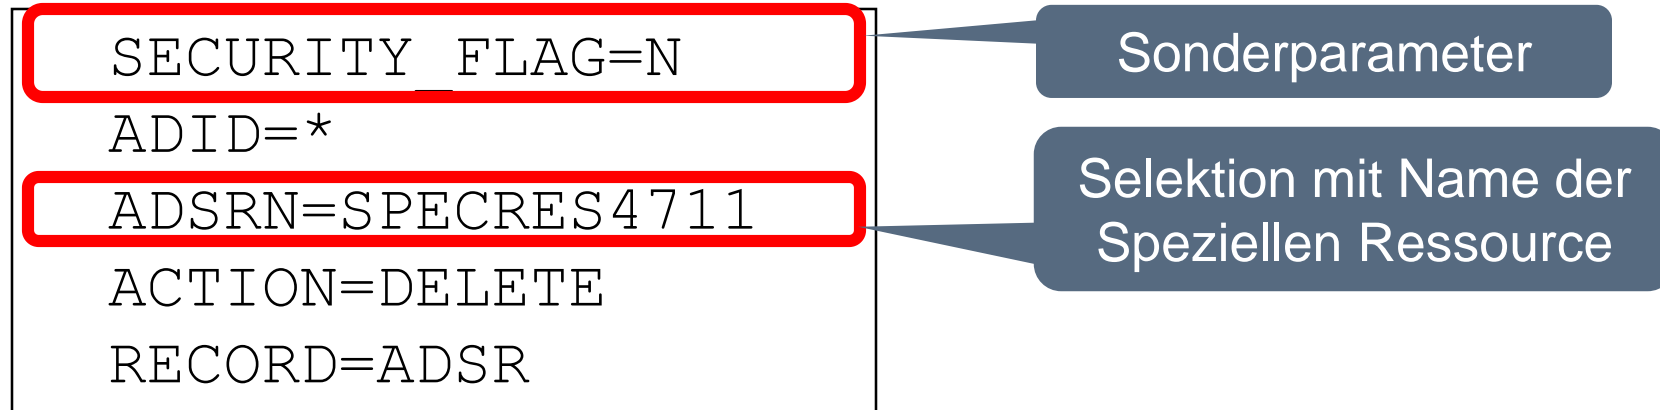 SECURITY_FLAG=N
Sonderparameter
ADID=*
ADSRN=SPECRES4711
Selektion mit Name der
Speziellen Ressource
ACTION=DELETE
RECORD=ADSR